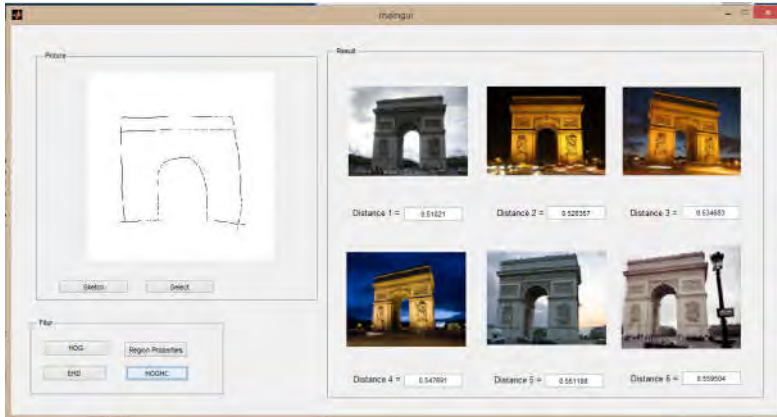 maingui
Picture
Sketch
Select
Fitur
HOG
Region Properties
EHD
HOGHC
Result
Distance 1 = 0.51821
Distance 2 = 0.528357
Distance 3 = 0.534683
Distance 4 = 0.547691
Distance 5 = 0.551188
Distance 6 = 0.559504